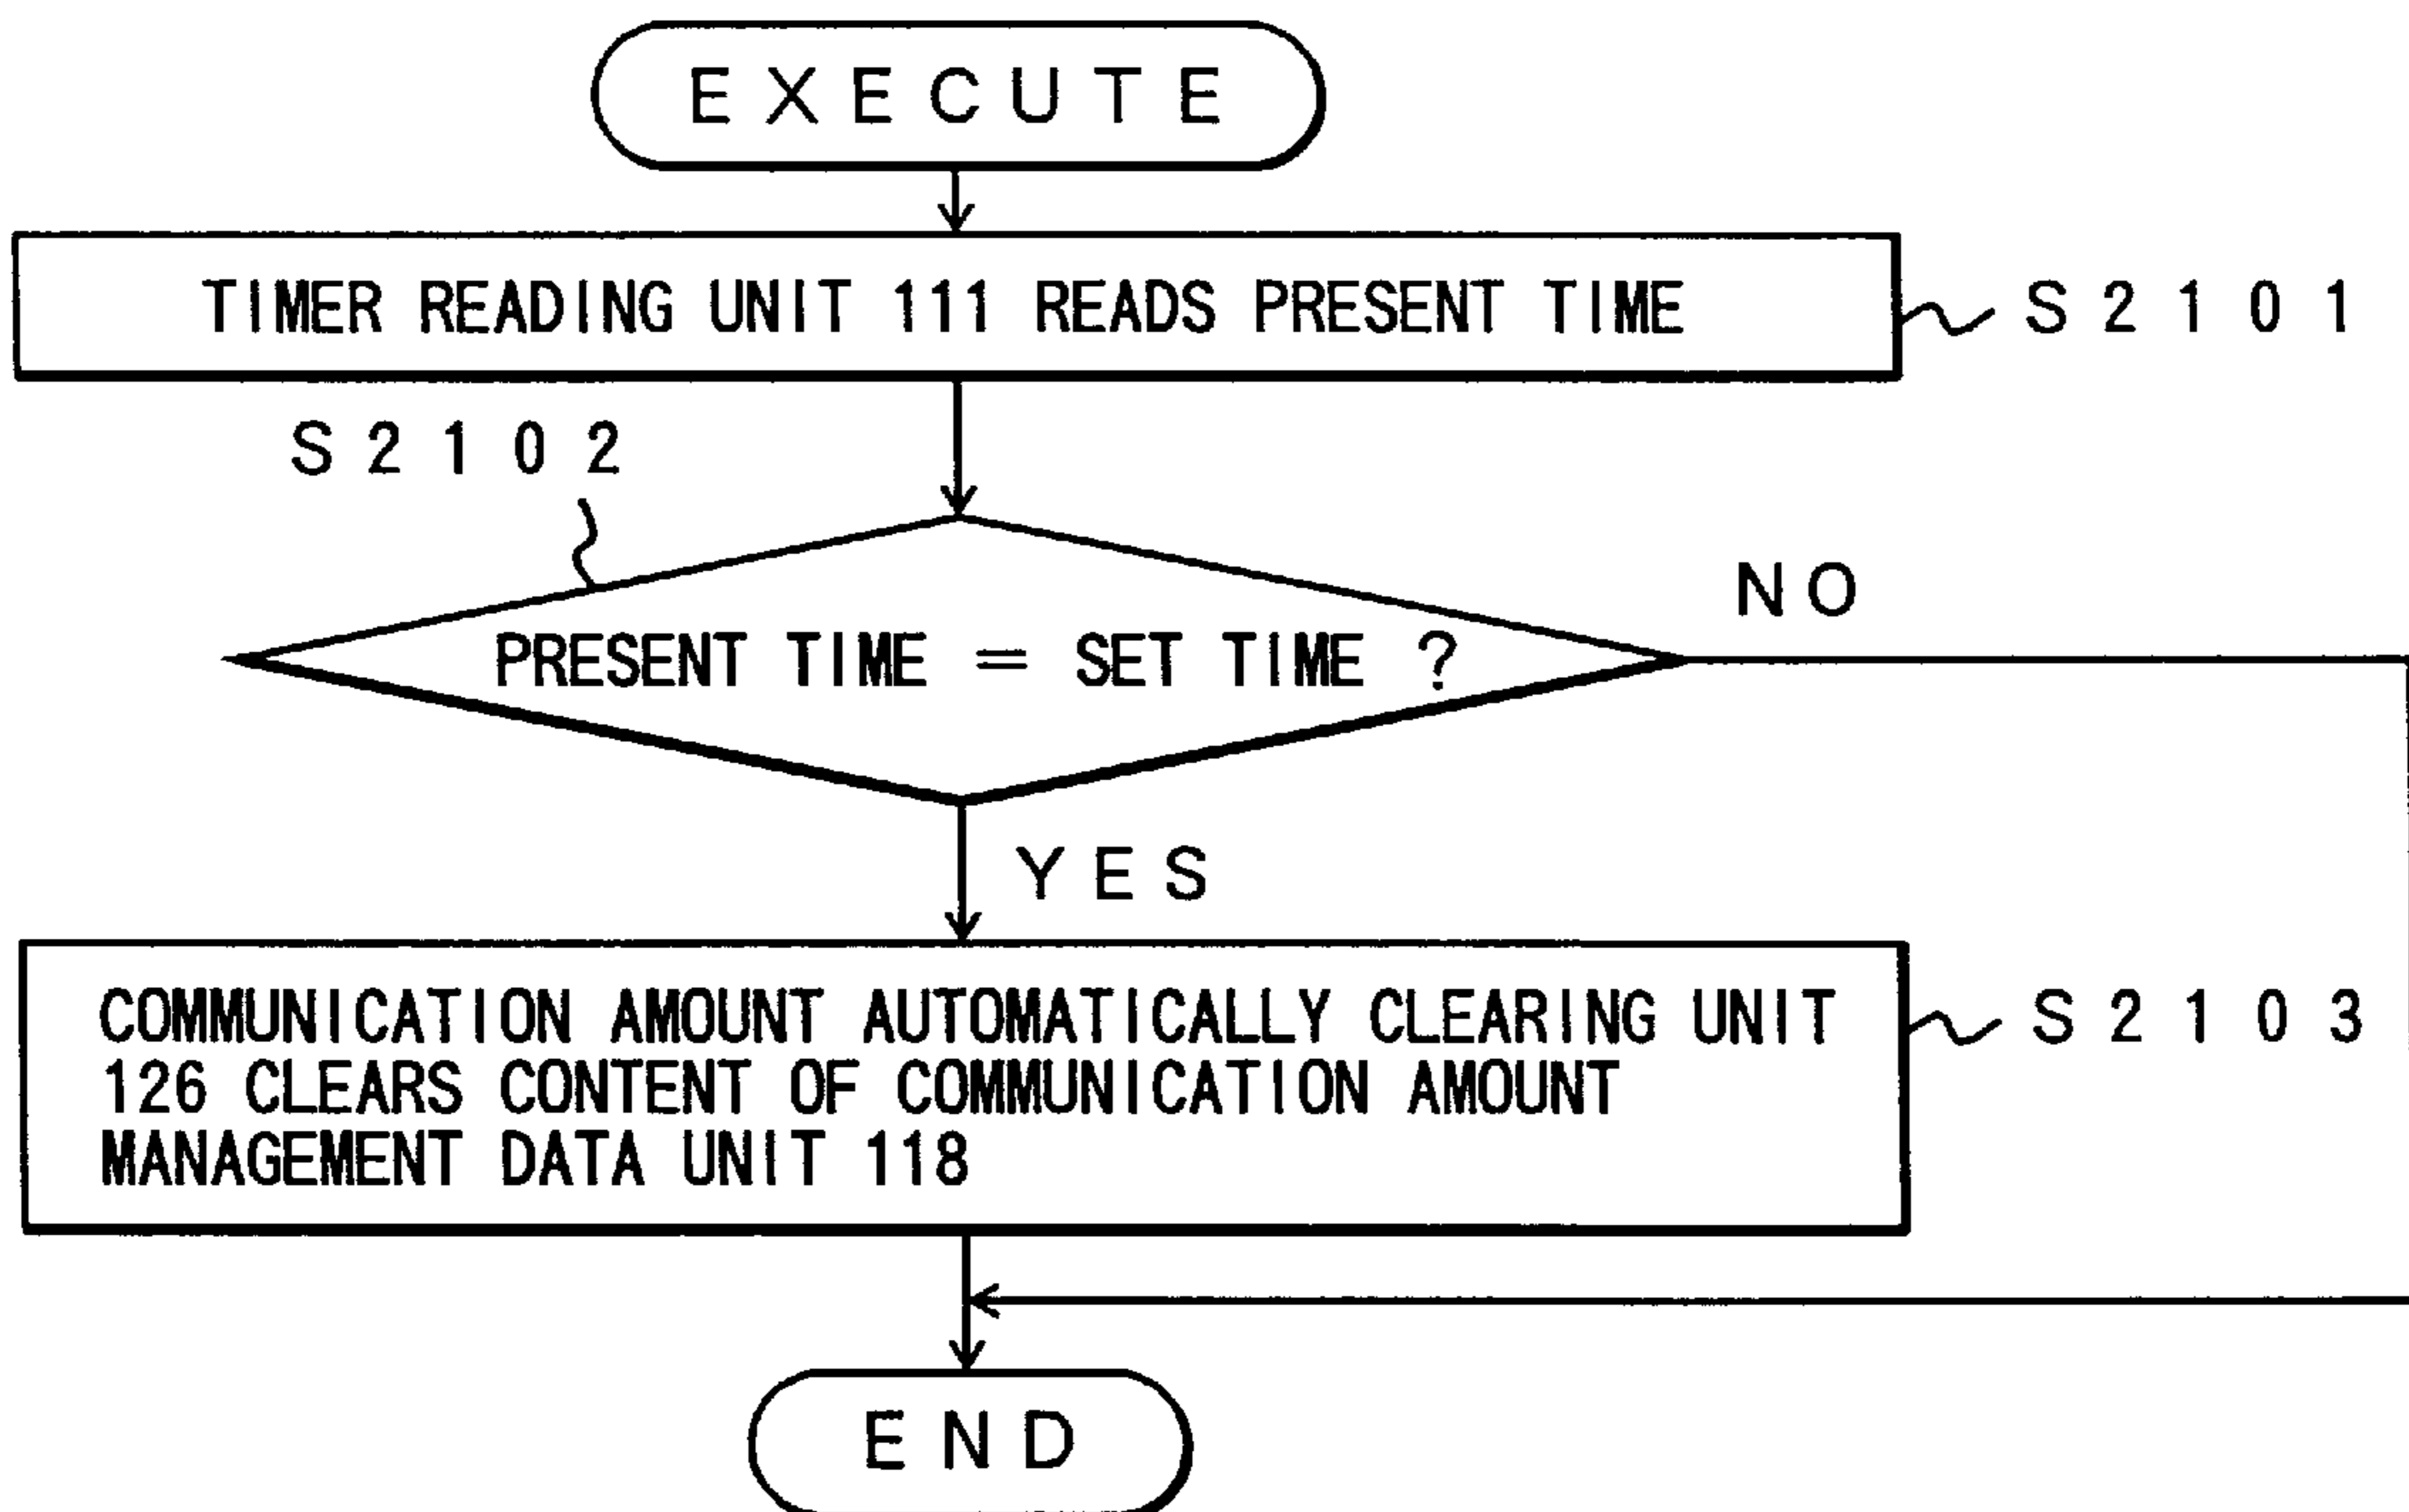 EXECUTE
TIMER READING UNIT 111 READS PRESENT TIME
S2101
S2102
PRESENT TIME = SET TIME ?
NO
YES
COMMUNICATION AMOUNT AUTOMATICALLY CLEARING UNIT
126 CLEARS CONTENT OF COMMUNICATION AMOUNT
MANAGEMENT DATA UNIT 118
S2103
END